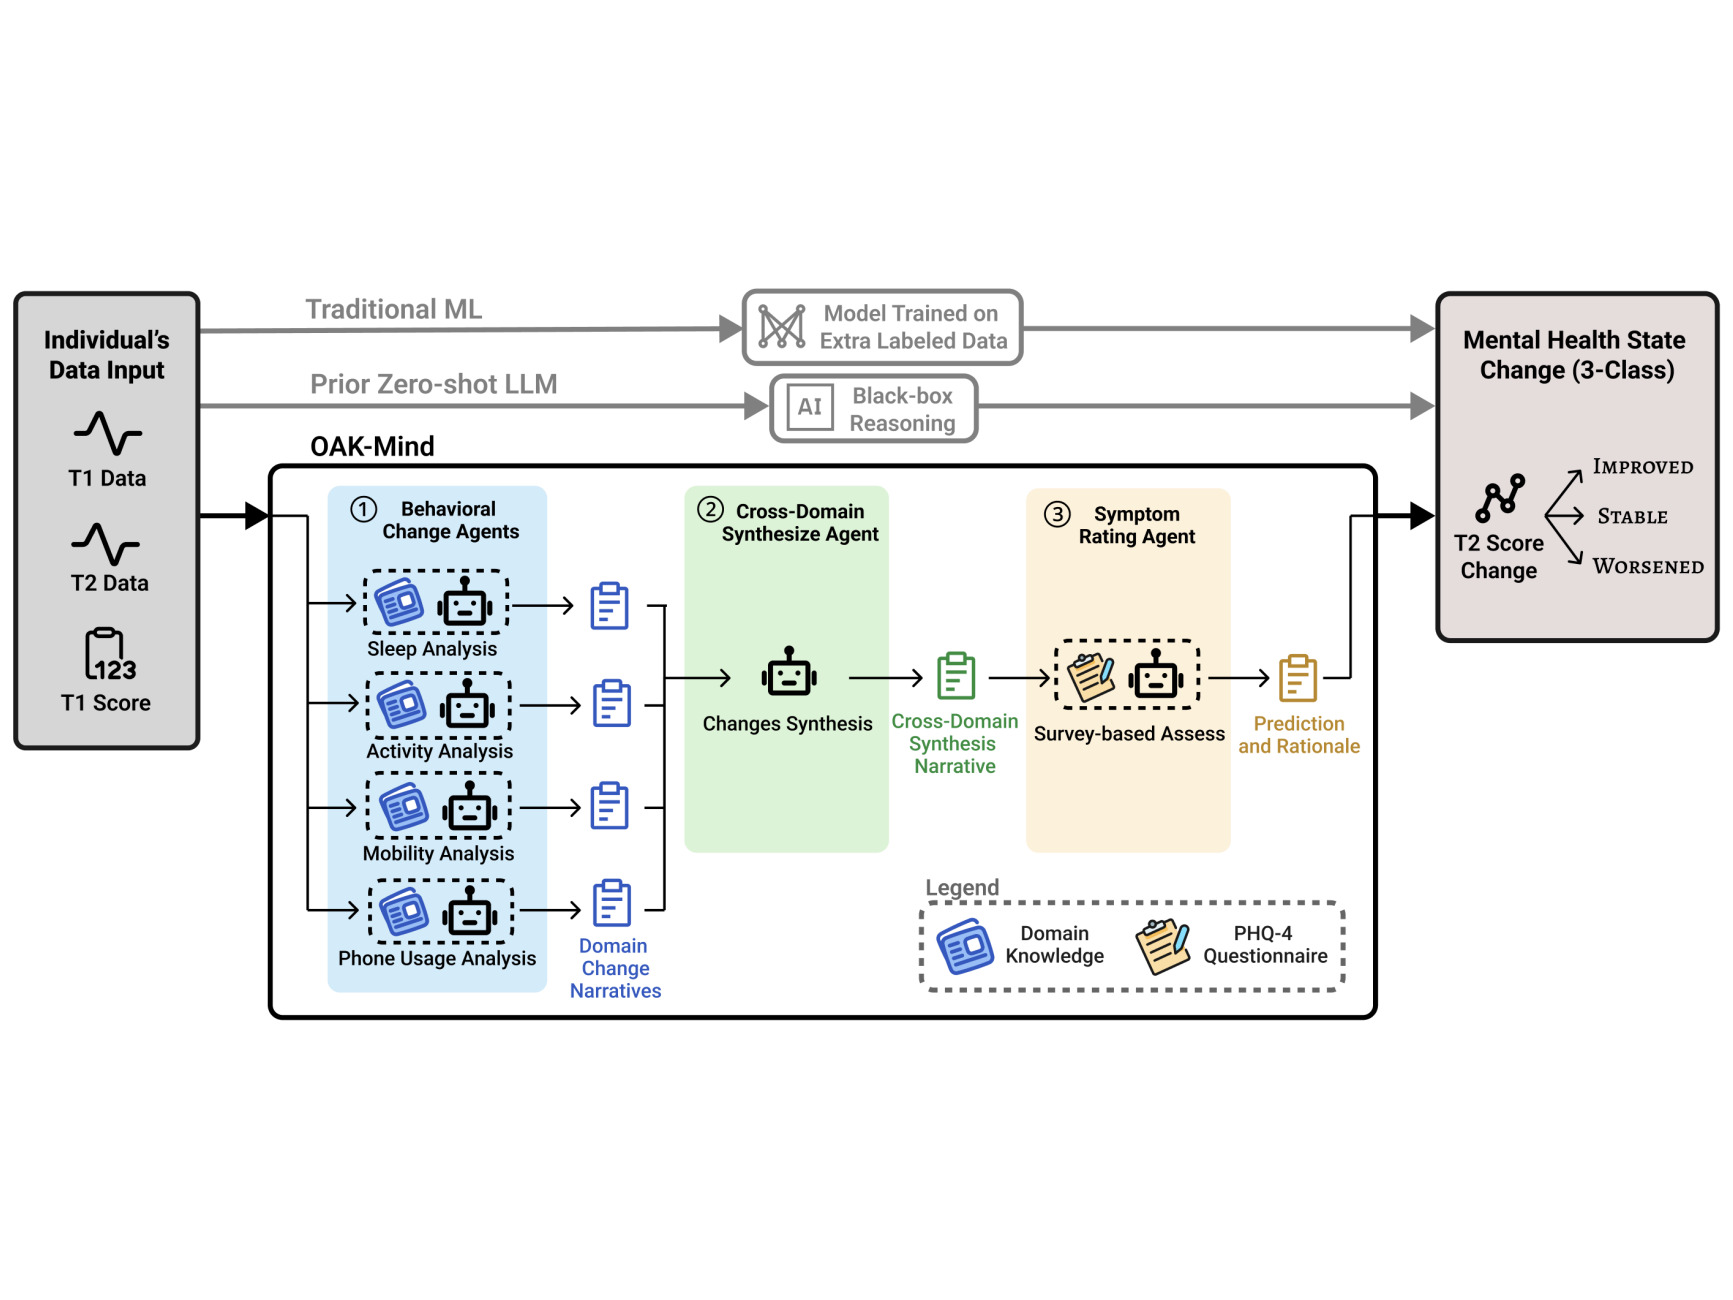 Individual's
Data Input
T1 Data
T2 Data
123
T1 Score
Traditional ML
Model Trained on
Extra Labeled Data
Prior Zero-shot LLM
AI
Black-box
Reasoning
OAK-Mind
1
Behavioral
Change Agents
Sleep Analysis
Activity Analysis
Mobility Analysis
Phone Usage Analysis
Domain
Change
Narratives
2
Cross-Domain
Synthesize Agent
Changes Synthesis
Cross-Domain
Synthesis
Narrative
3
Symptom
Rating Agent
Survey-based Assess
Prediction
and Rationale
Legend
Domain
Knowledge
PHQ-4
Questionnaire
Mental Health State
Change (3-Class)
T2 Score
Change
IMPROVED
STABLE
WORSENED